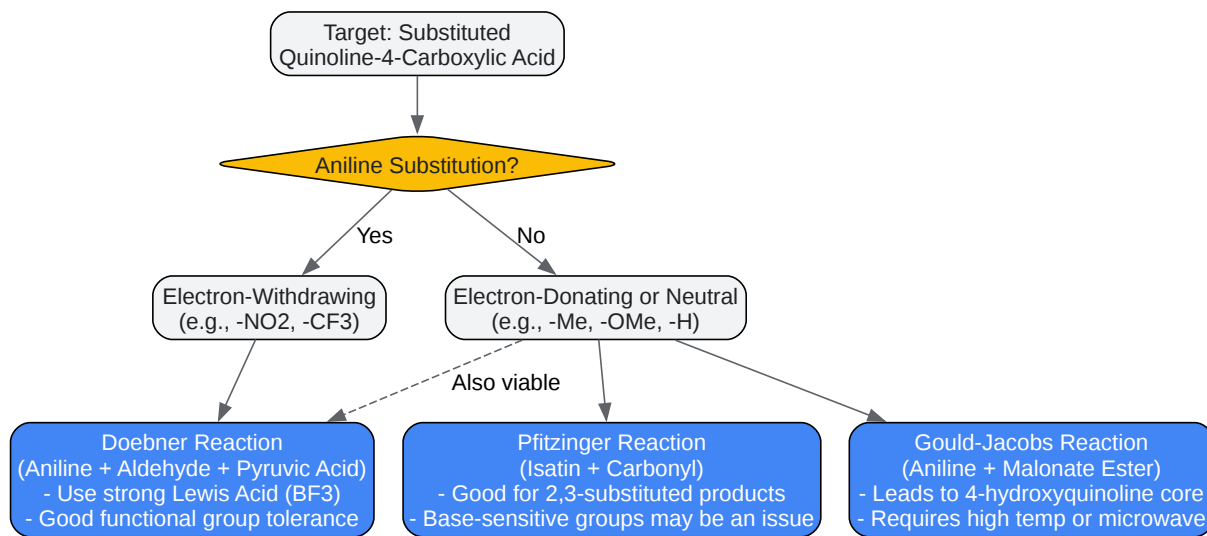 Target: Substituted
Quinoline-4-Carboxylic Acid
Aniline Substitution?
Yes
No
Electron-Withdrawing
(e.g., -NO2, -CF3)
Electron-Donating or Neutral
(e.g., -Me, -OMe, -H)
Also viable
Doebner Reaction
(Aniline + Aldehyde + Pyruvic Acid)
- Use strong Lewis Acid (BF3)
- Good functional group tolerance
Pfitzinger Reaction
(Isatin + Carbonyl)
- Good for 2,3-substituted products
- Base-sensitive groups may be an issue
Gould-Jacobs Reaction
(Aniline + Malonate Ester)
- Leads to 4-hydroxyquinoline core
- Requires high temp or microwave